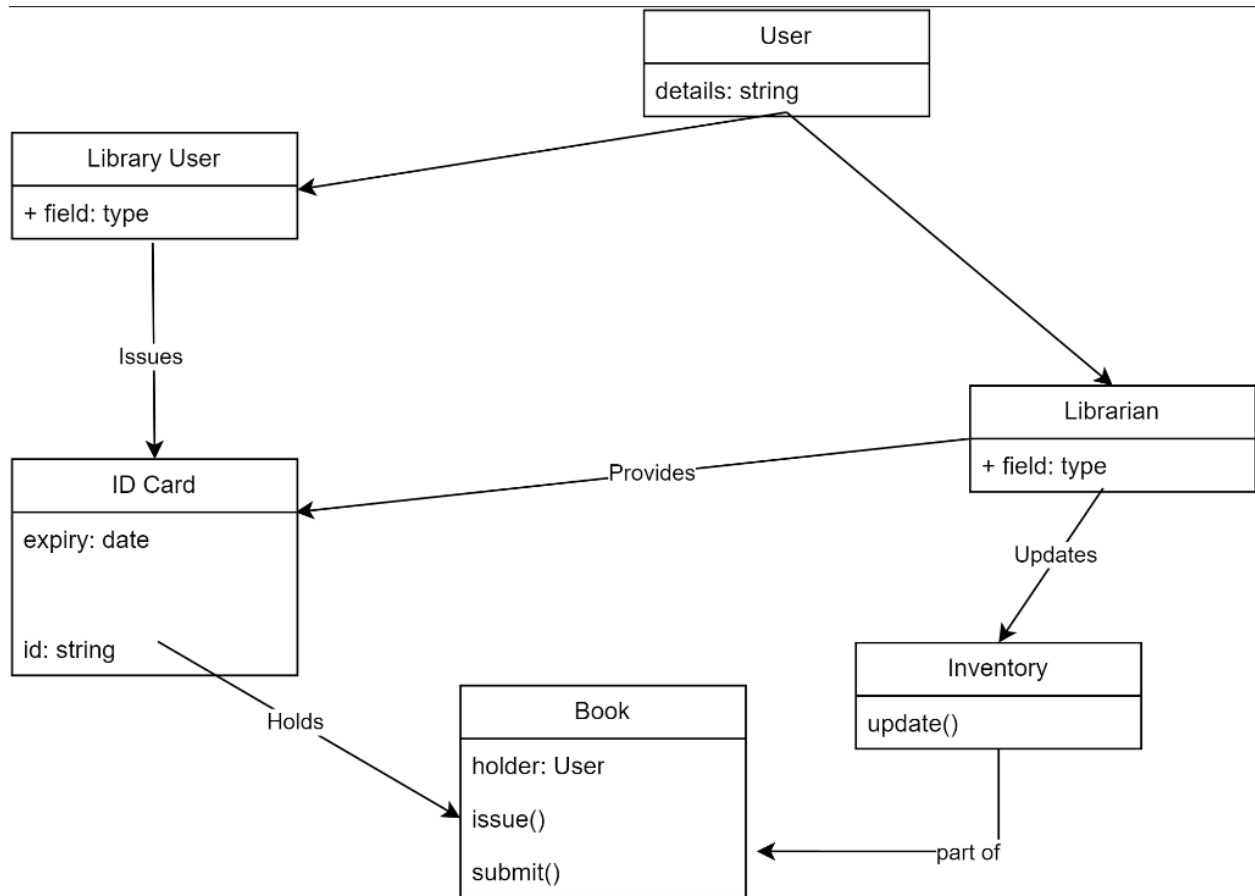 User
details: string
Library User
+ field: type
Issues
Librarian
+ field: type
Provides
ID Card
expiry: date
id: string
Updates
Inventory
update()
Holds
Book
holder: User
issue()
submit()
part of